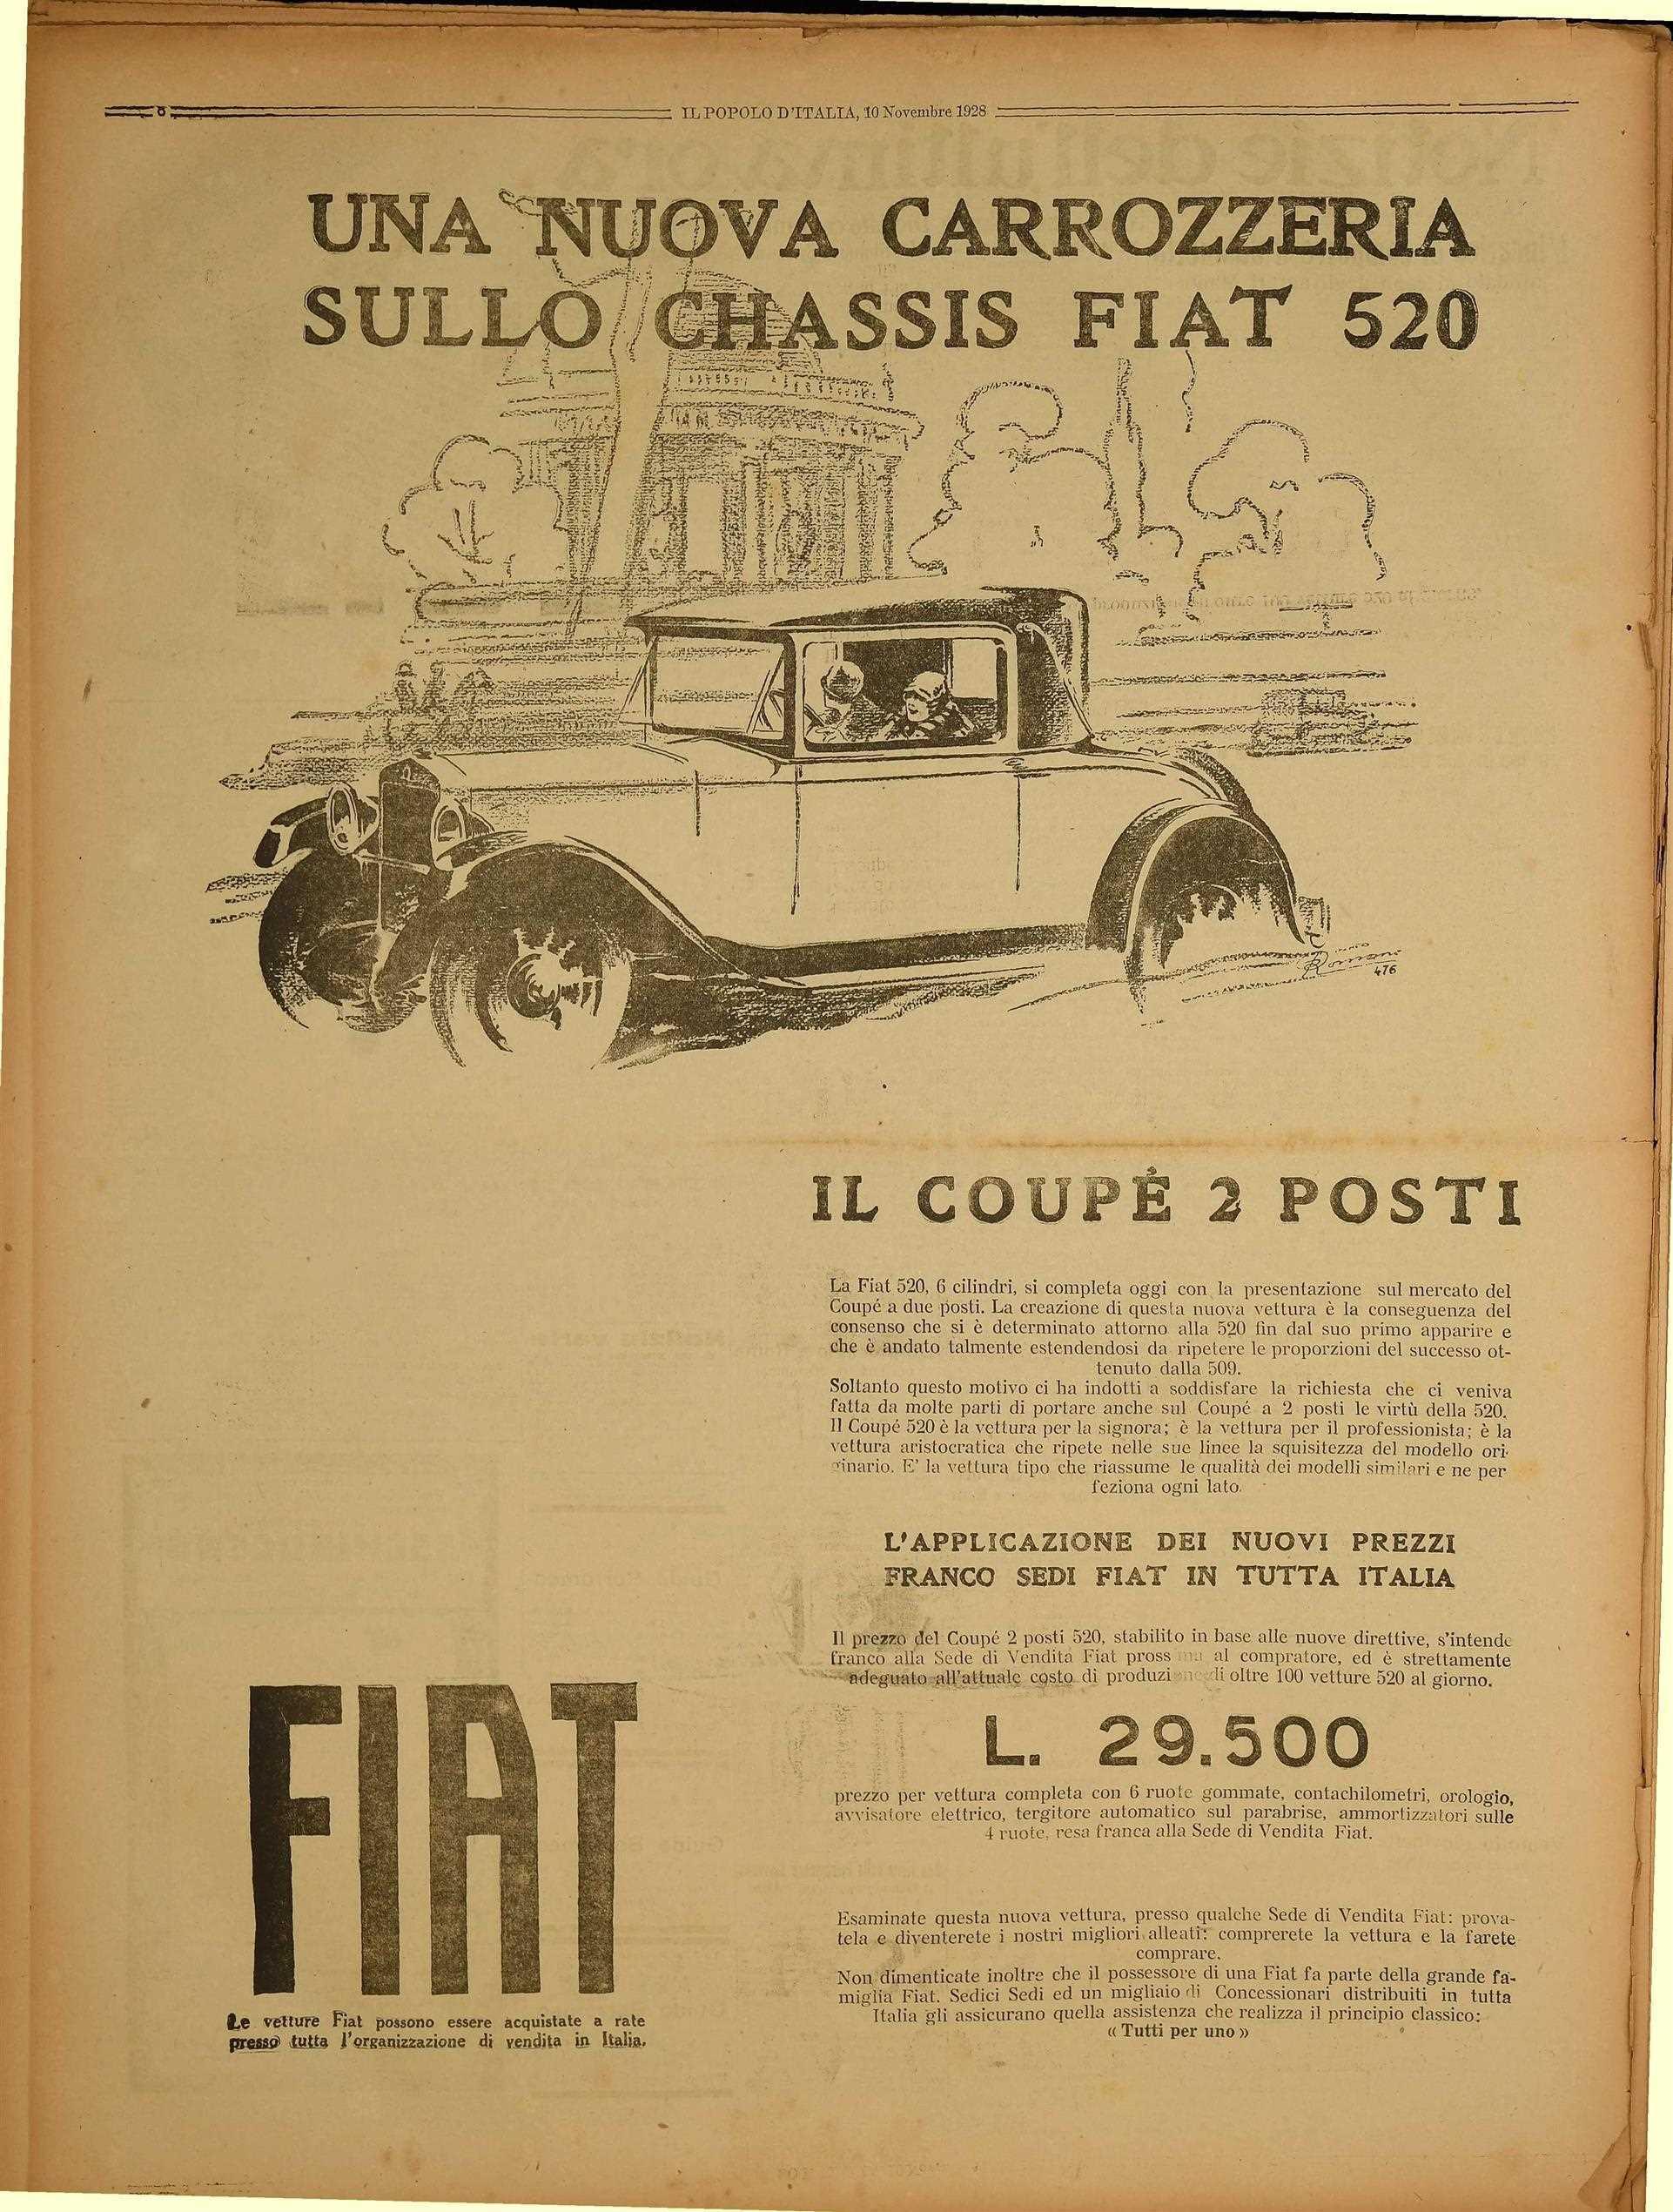 8
IL POPOLO D'ITALIA, 10 Novembre 1928
UNA NUOVA CARROZZERIA
SULLO CHASSIS FIAT 520
Romano
476
IL COUPÉ 2 POSTI
La Fiat 520, 6 cilindri, si completa oggi con la presentazione sul mercato del
Coupé a due posti. La creazione di questa nuova vettura è la conseguenza del
consenso che si è determinato attorno alla 520 fin dal suo primo apparire e
che è andato talmente estendendosi da ripetere le proporzioni del successo ot-
tenuto dalla 509.
Soltanto questo motivo ci ha indotti a soddisfare la richiesta che ci veniva
fatta da molte parti di portare anche sul Coupé a 2 posti le virtù della 520.
Il Coupé 520 è la vettura per la signora; è la vettura per il professionista; è la
vettura aristocratica che ripete nelle sue linee la squisitezza del modello ori-
ginario. E' la vettura tipo che riassume le qualità dei modelli similari e ne per
feziona ogni lato.
L'APPLICAZIONE DEI NUOVI PREZZI
FRANCO SEDI FIAT IN TUTTA ITALIA
Il prezzo del Coupé 2 posti 520, stabilito in base alle nuove direttive, s'intende
franco alla Sede di Vendita Fiat prossima al compratore, ed è strettamente
adeguato all'attuale costo di produzione di oltre 100 vetture 520 al giorno.
L. 29.500
prezzo per vettura completa con 6 ruote gommate, contachilometri, orologio,
avvisatore elettrico, tergitore automatico sul parabrise, ammortizzatori sulle
4 ruote, resa franca alla Sede di Vendita Fiat.
Esaminate questa nuova vettura, presso qualche Sede di Vendita Fiat: prova-
tela e diventerete i nostri migliori alleati: comprerete la vettura e la farete
comprare.
Non dimenticate inoltre che il possessore di una Fiat fa parte della grande fa-
miglia Fiat. Sedici Sedi ed un migliaio di Concessionari distribuiti in tutta
Italia gli assicurano quella assistenza che realizza il principio classico:
« Tutti per uno »
FIAT
Le vetture Fiat possono essere acquistate a rate
presso tutta l'organizzazione di vendita in Italia.